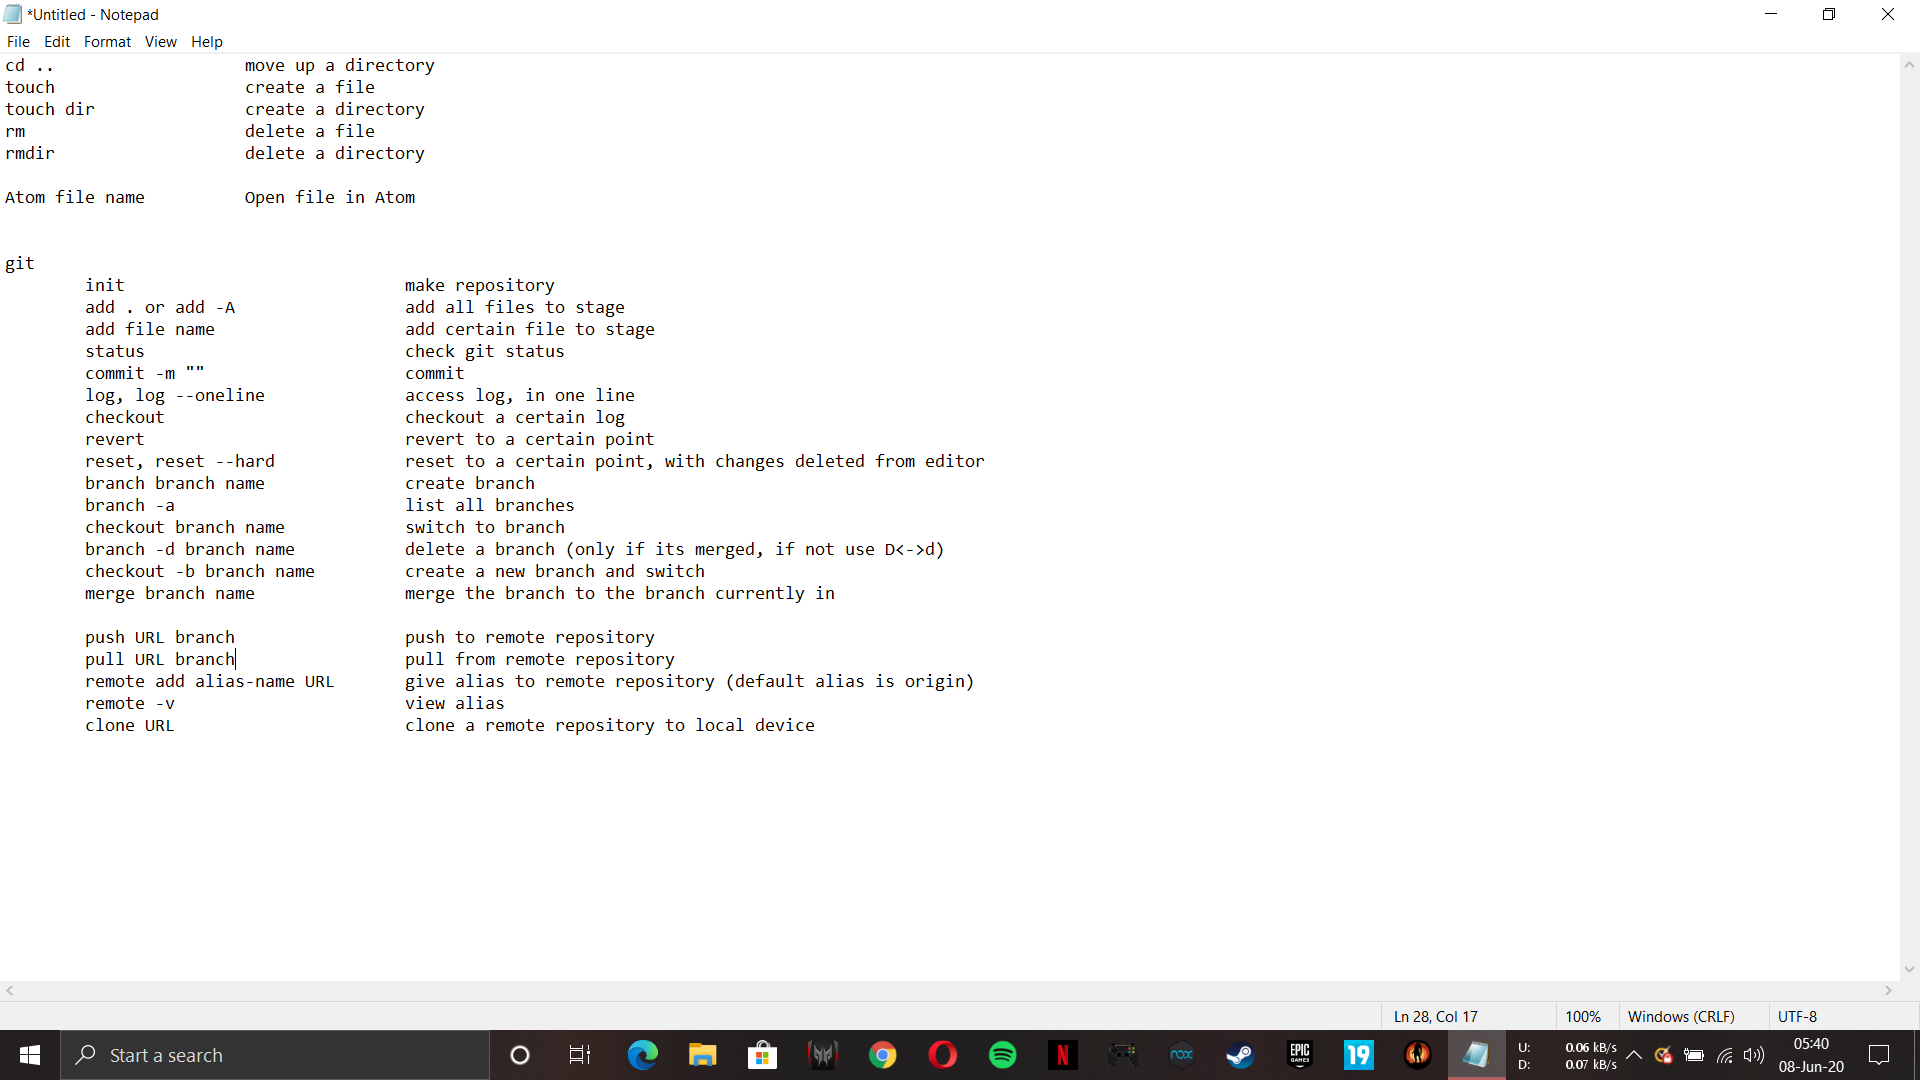 *Untitled - Notepad
File Edit Format View Help
cd .. move up a directory
touch create a file
touch dir create a directory
rm delete a file
rmdir delete a directory
Atom file name Open file in Atom
git
init make repository
add . or add -A add all files to stage
add file name add certain file to stage
status check git status
commit -m "" commit
log, log --oneline access log, in one line
checkout checkout a certain log
revert revert to a certain point
reset, reset --hard reset to a certain point, with changes deleted from editor
branch branch name create branch
branch -a list all branches
checkout branch name switch to branch
branch -d branch name delete a branch (only if its merged, if not use D<->d)
checkout -b branch name create a new branch and switch
merge branch name merge the branch to the branch currently in
push URL branch push to remote repository
pull URL branch pull from remote repository
remote add alias-name URL give alias to remote repository (default alias is origin)
remote -v view alias
clone URL clone a remote repository to local device
Ln 28, Col 17 100% Windows (CRLF) UTF-8
Start a search
N
nox
EPIC GAMES
19
U: 0.06 kB/s
D: 0.07 kB/s
05:40
08-Jun-20